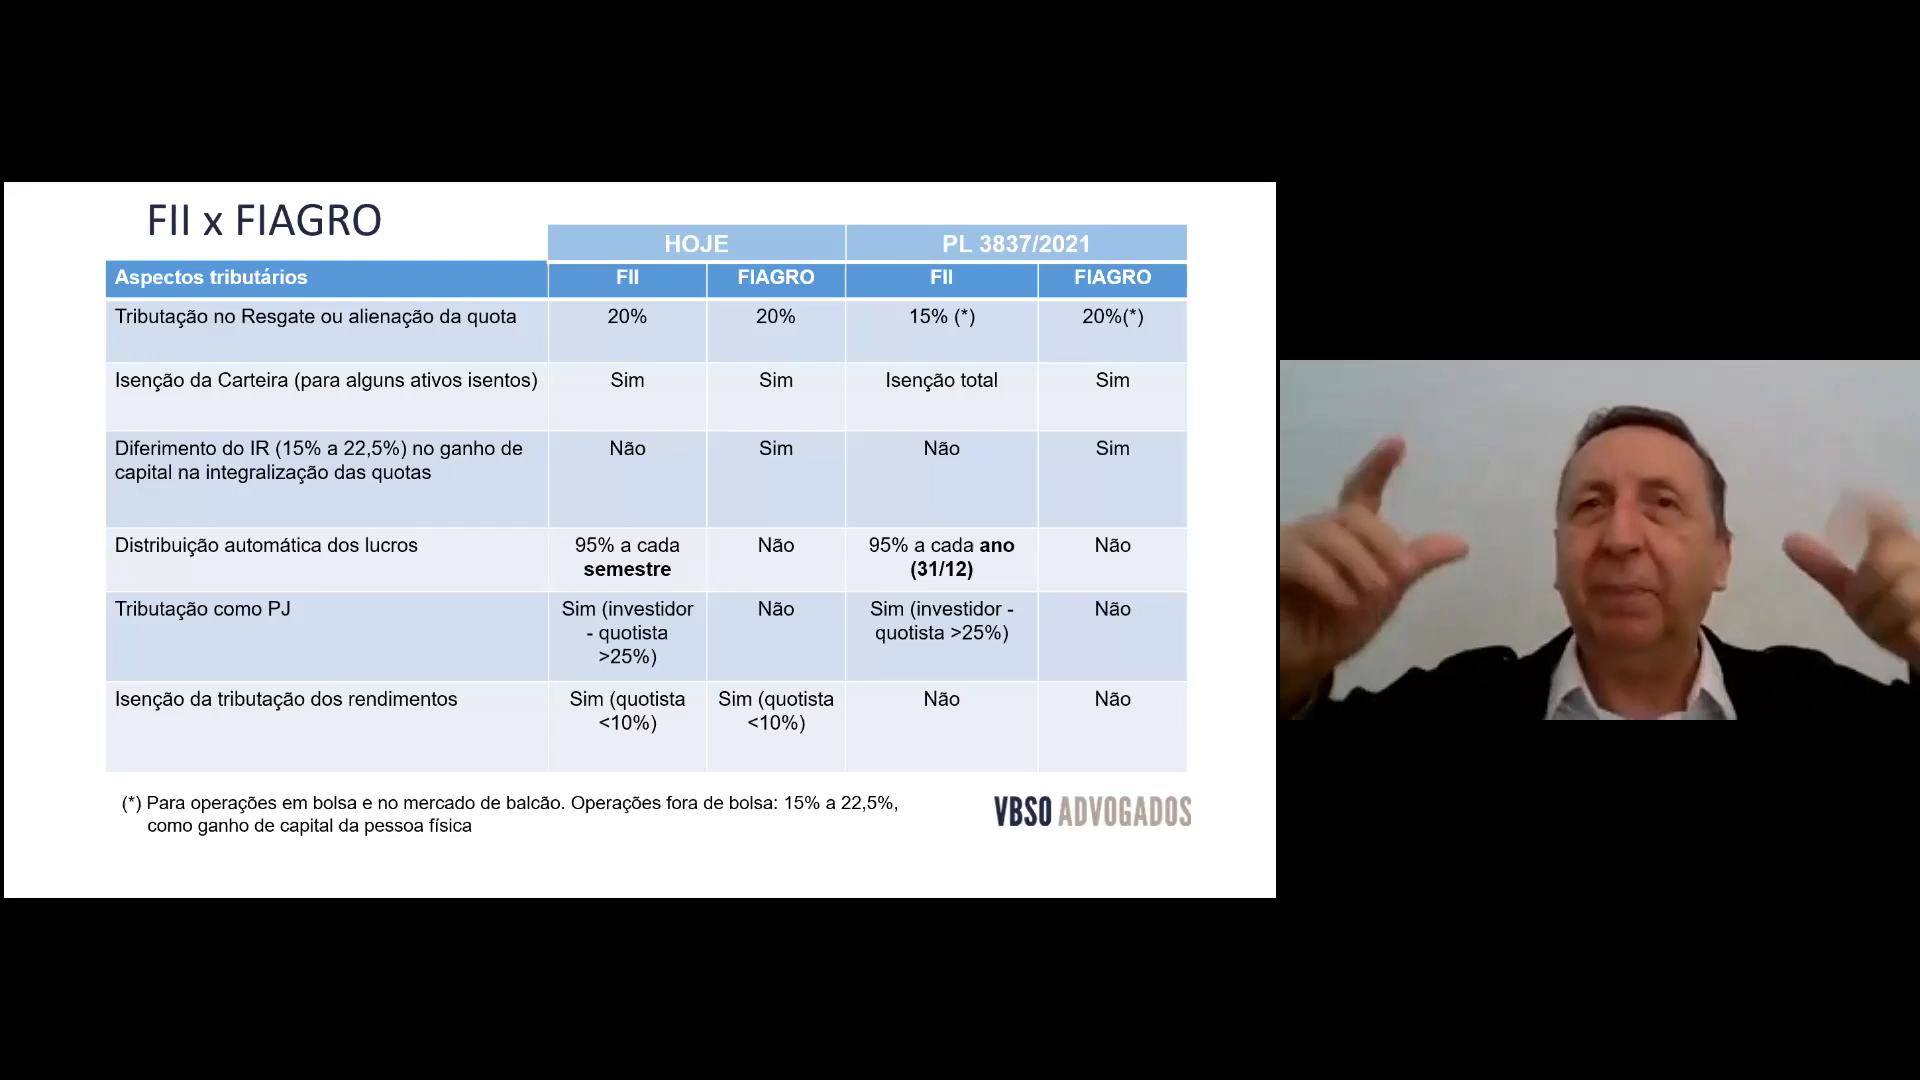 FII x FIAGRO
HOJE PL 3837/2021
Aspectos tributários FII FIAGRO FII FIAGRO
Tributação no Resgate ou alienação da quota 20% 20% 15% (*) 20%(*)
Isenção da Carteira (para alguns ativos isentos) Sim Sim Isenção total Sim
Diferimento do IR (15% a 22,5%) no ganho de Não Sim Não Sim
capital na integralização das quotas
Distribuição automática dos lucros 95% a cada Não 95% a cada ano Não
semestre (31/12)
Tributação como PJ Sim (investidor Não Sim (investidor - Não
- quotista quotista >25%)
>25%)
Isenção da tributação dos rendimentos Sim (quotista Sim (quotista Não Não
<10%) <10%)
(*) Para operações em bolsa e no mercado de balcão. Operações fora de bolsa: 15% a 22,5%,
como ganho de capital da pessoa física
VBSO ADVOGADOS